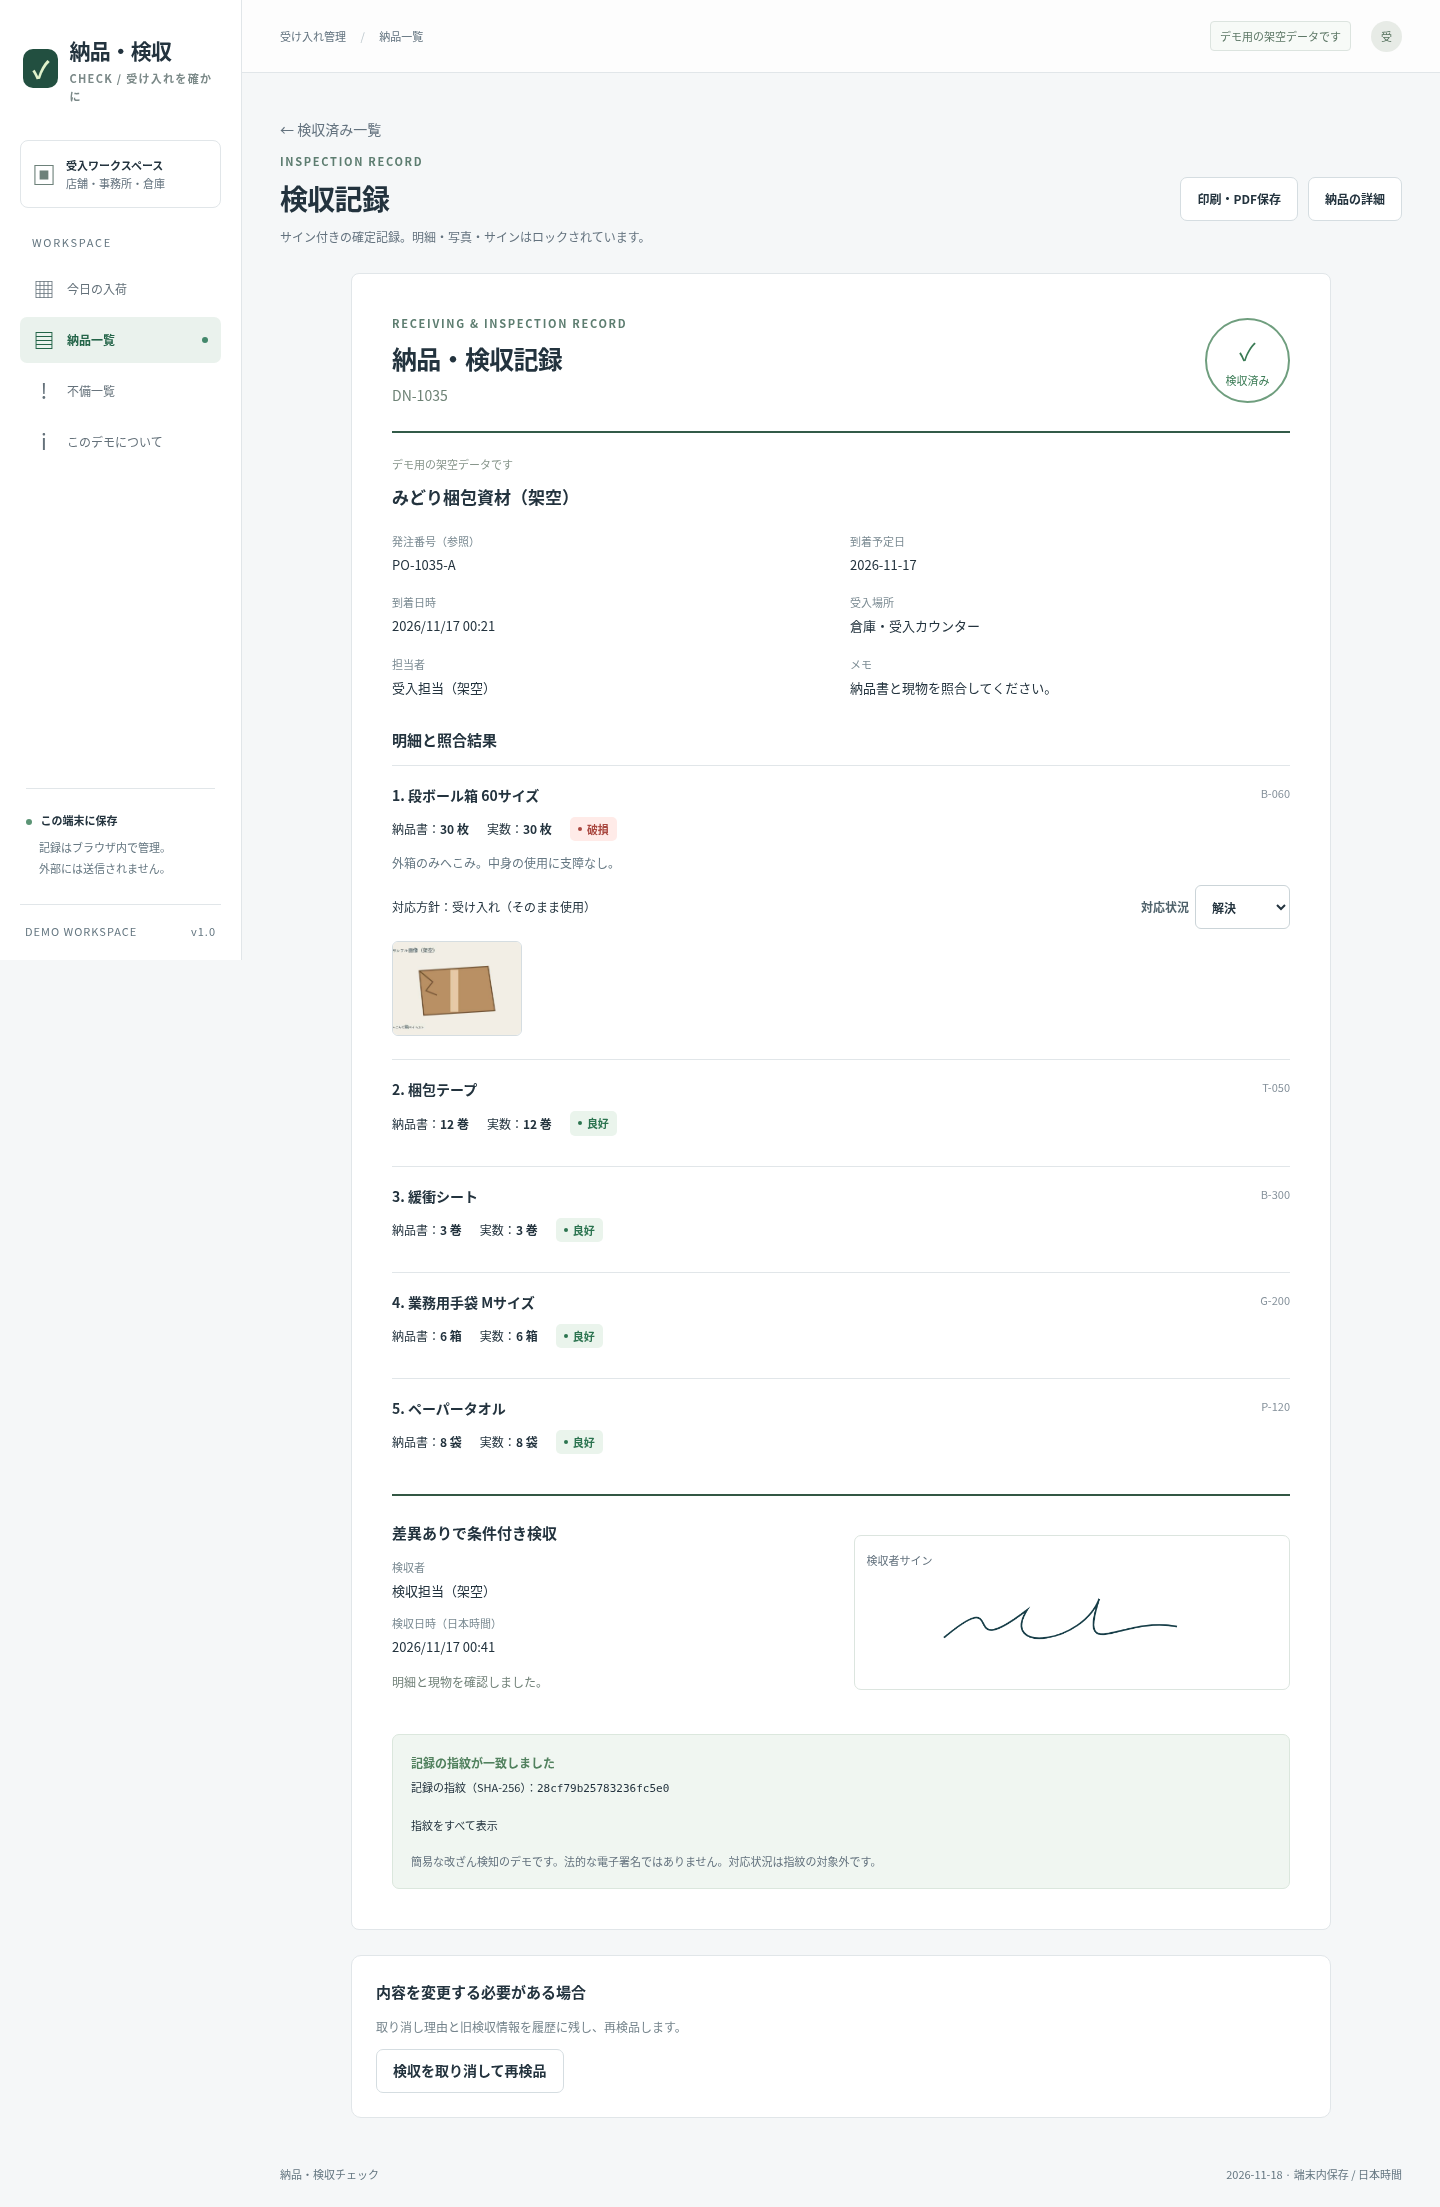 納品・検収
CHECK / 受け入れを確か
に
受入ワークスペース
店舗・事務所・倉庫
WORKSPACE
今日の入荷
納品一覧
! 不備一覧
i このデモについて
この端末に保存
記録はブラウザ内で管理。
外部には送信されません。
DEMO WORKSPACE v1.0
受け入れ管理 / 納品一覧
デモ用の架空データです 受
← 検収済み一覧
INSPECTION RECORD
検収記録
サイン付きの確定記録。明細・写真・サインはロックされています。
印刷・PDF保存 納品の詳細
RECEIVING & INSPECTION RECORD
納品・検収記録
DN-1035
✓
検収済み
デモ用の架空データです
みどり梱包資材（架空）
発注番号（参照） 到着予定日
PO-1035-A 2026-11-17
到着日時 受入場所
2026/11/17 00:21 倉庫・受入カウンター
担当者 メモ
受入担当（架空） 納品書と現物を照合してください。
明細と照合結果
1. 段ボール箱 60サイズ B-060
納品書：30 枚 実数：30 枚 破損
外箱のみへこみ。中身の使用に支障なし。
対応方針：受け入れ（そのまま使用） 対応状況 解決
2. 梱包テープ T-050
納品書：12 巻 実数：12 巻 良好
3. 緩衝シート B-300
納品書：3 巻 実数：3 巻 良好
4. 業務用手袋 Mサイズ G-200
納品書：6 箱 実数：6 箱 良好
5. ペーパータオル P-120
納品書：8 袋 実数：8 袋 良好
差異ありで条件付き検収
検収者
検収担当（架空）
検収日時（日本時間）
2026/11/17 00:41
明細と現物を確認しました。
検収者サイン
記録の指紋が一致しました
記録の指紋（SHA-256）：28cf79b25783236fc5e0
指紋をすべて表示
簡易な改ざん検知のデモです。法的な電子署名ではありません。対応状況は指紋の対象外です。
内容を変更する必要がある場合
取り消し理由と旧検収情報を履歴に残し、再検品します。
検収を取り消して再検品
納品・検収チェック
2026-11-18 · 端末内保存 / 日本時間